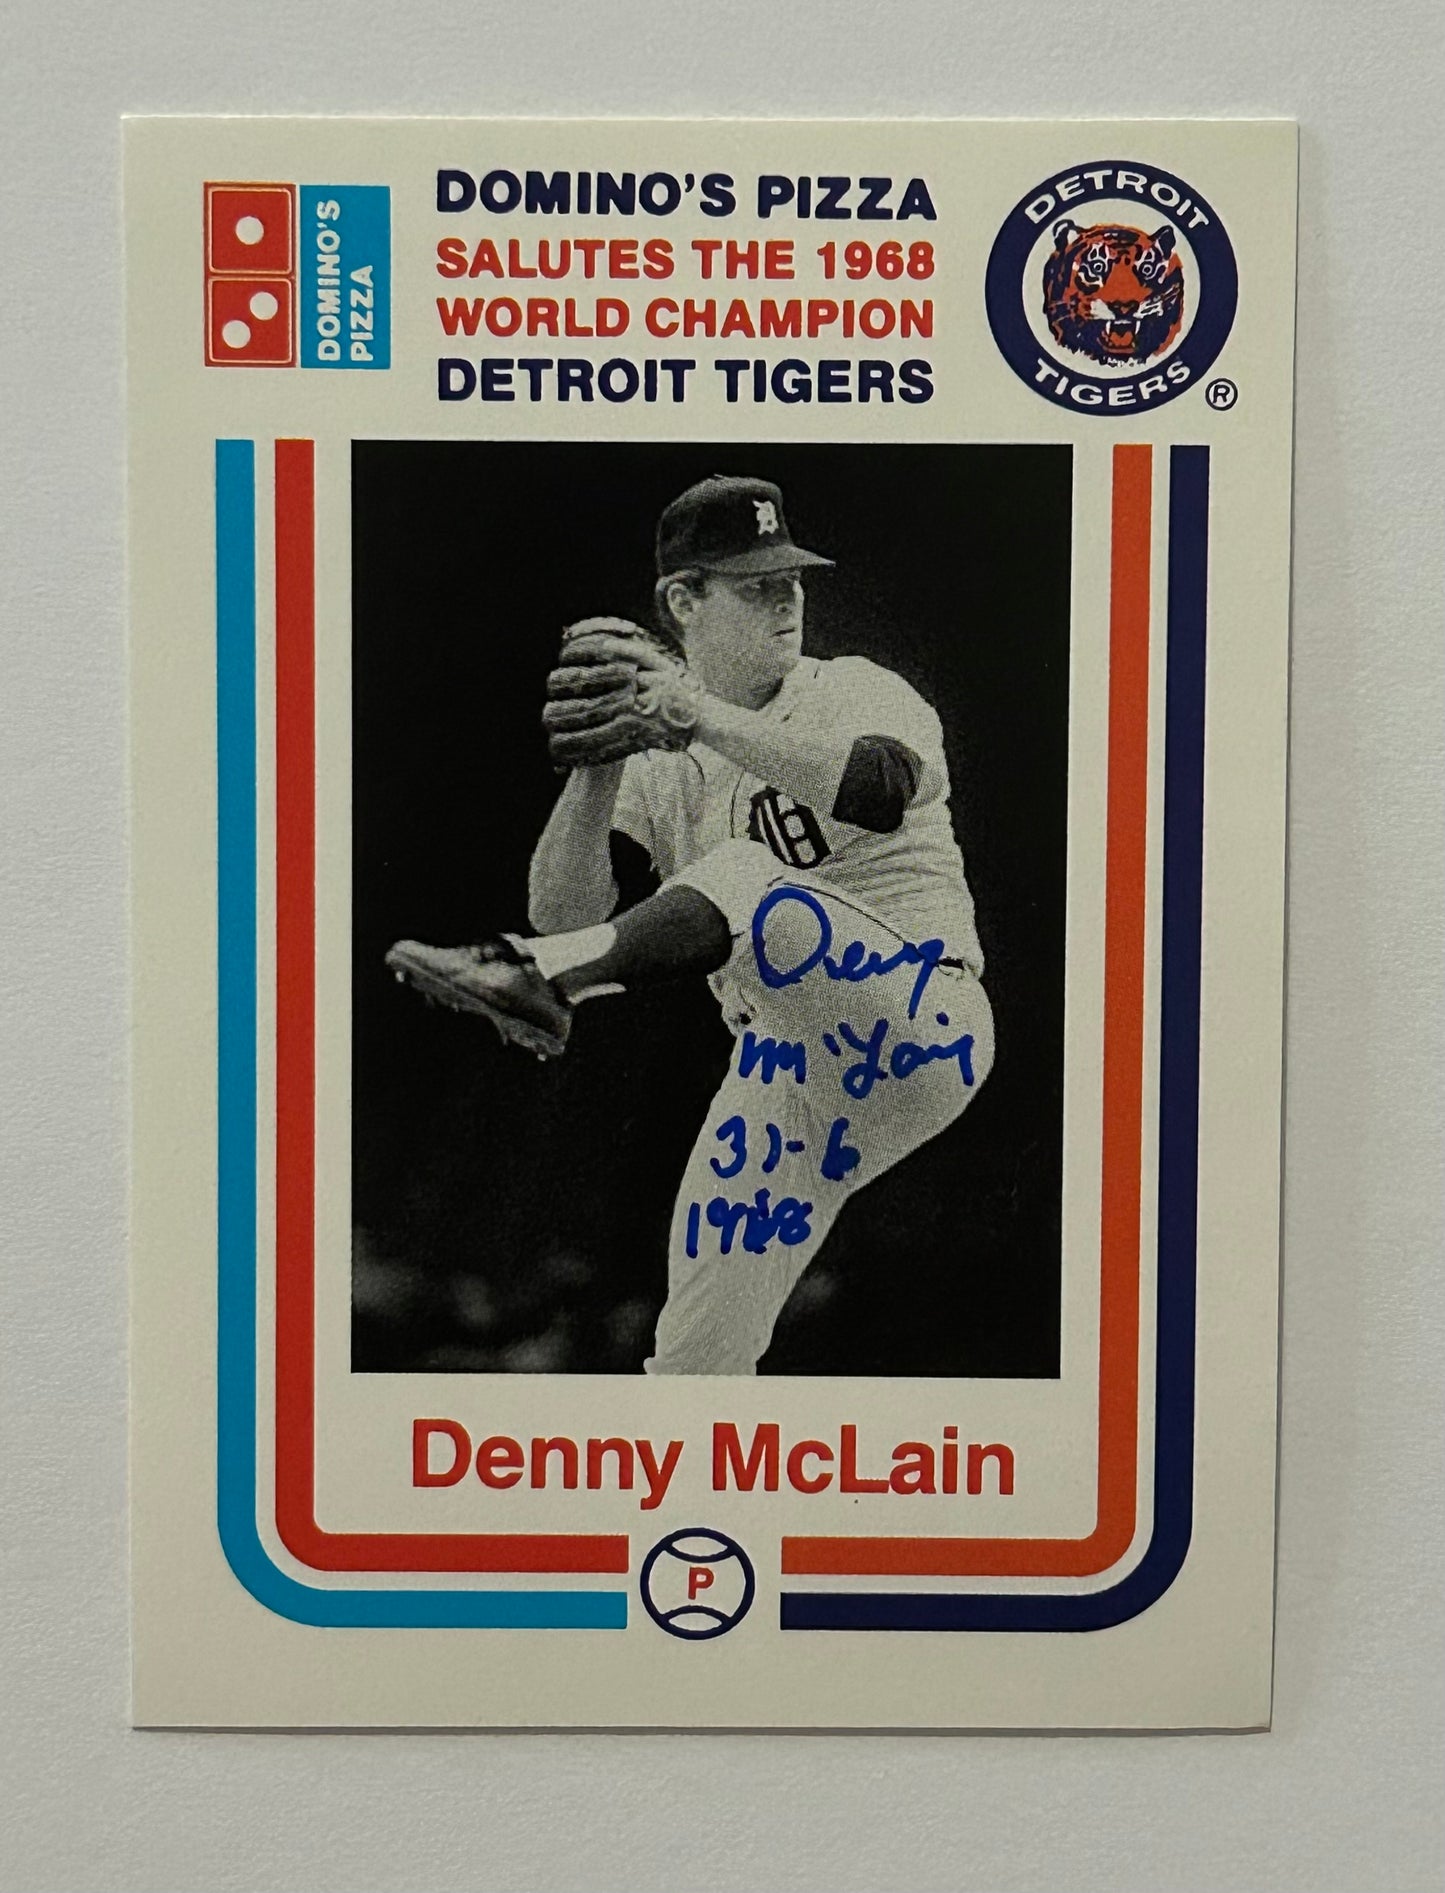 DOMINO'S
PIZZA
DOMINO'S PIZZA
SALUTES THE 1968
WORLD CHAMPION
DETROIT TIGERS
DETROIT
TIGERS
®
D
Denny
McLain
31-6
1968
Denny McLain
P